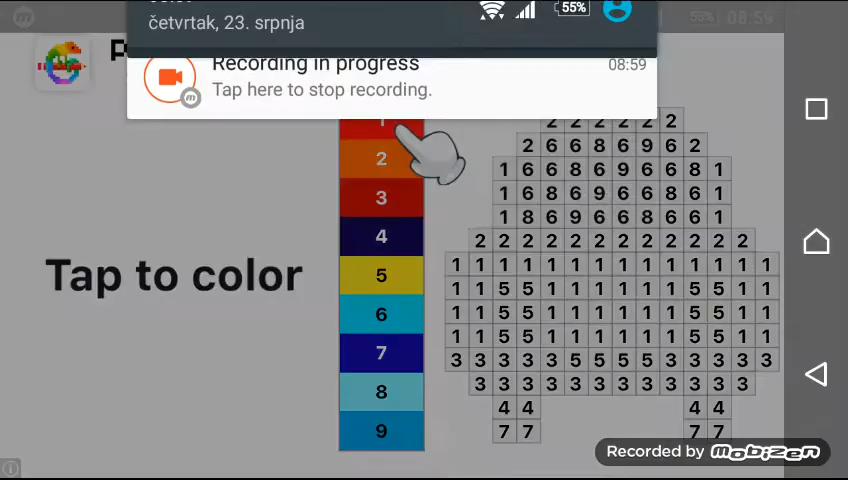 55%
četvrtak, 23. srpnja
55% 08:59
Recording in progress
08:59
Tap here to stop recording.
Tap to color
1
2
3
4
5
6
7
8
9
2 2 2 2 2 2
2 6 6 8 6 9 6 2
1 6 6 8 6 9 6 6 8 1
1 6 8 6 9 6 6 8 6 1
1 8 6 9 6 6 8 6 6 1
2 2 2 2 2 2 2 2 2 2 2 2
1 1 1 1 1 1 1 1 1 1 1 1 1 1
1 1 5 5 1 1 1 1 1 1 5 5 1 1
1 1 5 5 1 1 1 1 1 1 5 5 1 1
1 1 5 5 1 1 1 1 1 1 5 5 1 1
3 3 3 3 3 5 5 5 5 3 3 3 3 3
3 3 3 3 3 3 3 3 3 3 3 3
4 4 4 4
7 7 7 7
Recorded by mobizen